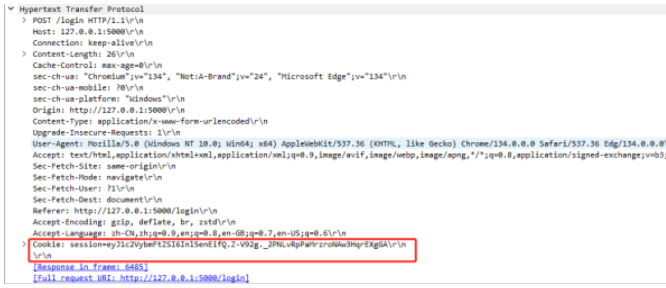 Hypertext Transfer Protocol
POST /login HTTP/1.1\r\n
Host: 127.0.0.1:5000\r\n
Connection: keep-alive\r\n
Content-Length: 26\r\n
Cache-Control: max-age=0\r\n
sec-ch-ua: "Chromium";v="134", "Not:A-Brand";v="24", "Microsoft Edge";v="134"\r\n
sec-ch-ua-mobile: ?0\r\n
sec-ch-ua-platform: "Windows"\r\n
Origin: http://127.0.0.1:5000\r\n
Content-Type: application/x-www-form-urlencoded\r\n
Upgrade-Insecure-Requests: 1\r\n
User-Agent: Mozilla/5.0 (Windows NT 10.0; Win64; x64) AppleWebKit/537.36 (KHTML, like Gecko) Chrome/134.0.0.0 Safari/537.36 Edg/134.0.0.0\
Accept: text/html,application/xhtml+xml,application/xml;q=0.9,image/avif,image/webp,image/apng,*/*;q=0.8,application/signed-exchange;v=b3;
Sec-Fetch-Site: same-origin\r\n
Sec-Fetch-Mode: navigate\r\n
Sec-Fetch-User: ?1\r\n
Sec-Fetch-Dest: document\r\n
Referer: http://127.0.0.1:5000/login\r\n
Accept-Encoding: gzip, deflate, br, zstd\r\n
Accept-Language: zh-CN,zh;q=0.9,en;q=0.8,en-GB;q=0.7,en-US;q=0.6\r\n
Cookie:
\r\n
[Response in frame: 6485]
[Full request URI: http://127.0.0.1:5000/login]